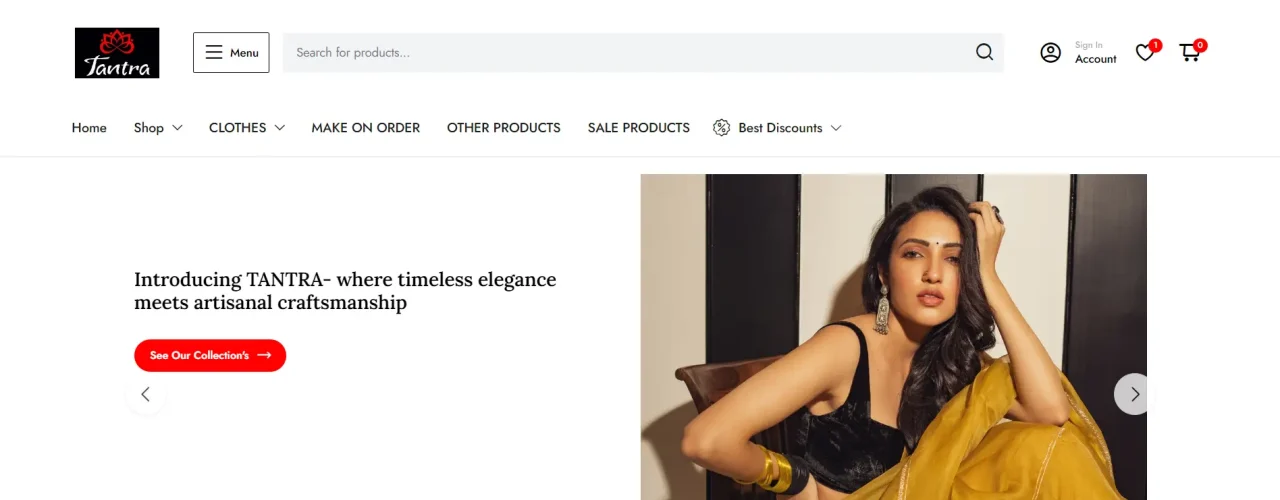 Tantra
Menu
Search for products...
Sign In
Account
1
0
Home
Shop
CLOTHES
MAKE ON ORDER
OTHER PRODUCTS
SALE PRODUCTS
Best Discounts
Introducing TANTRA- where timeless elegance
meets artisanal craftsmanship
See Our Collection's